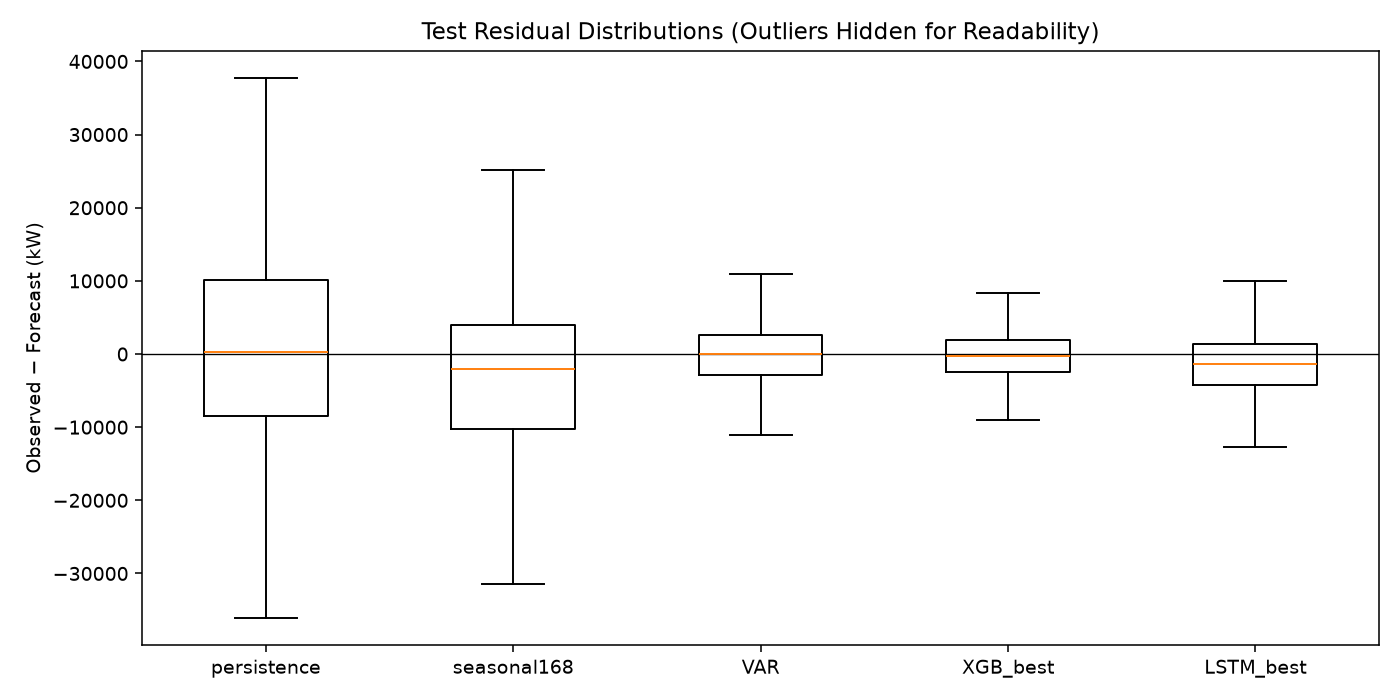 Test Residual Distributions (Outliers Hidden for Readability)
Observed − Forecast (kW)
40000
30000
20000
10000
0
−10000
−20000
−30000
persistence
seasonal168
VAR
XGB_best
LSTM_best